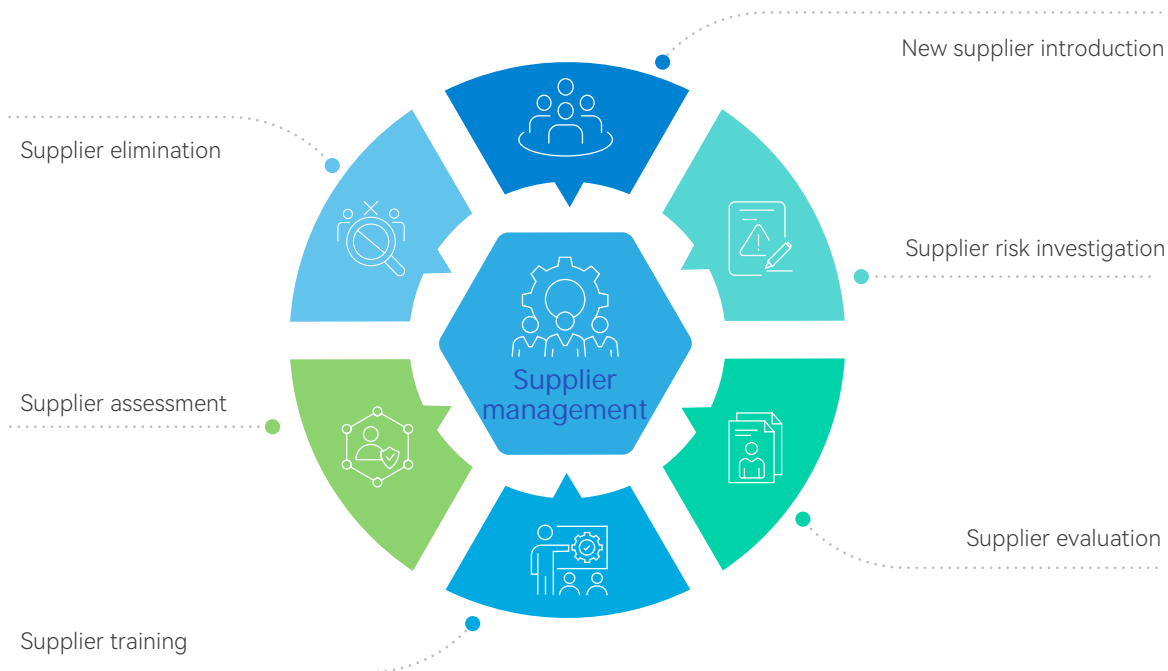 New supplier introduction
Supplier elimination
Supplier risk investigation
Supplier
management
Supplier assessment
Supplier evaluation
Supplier training